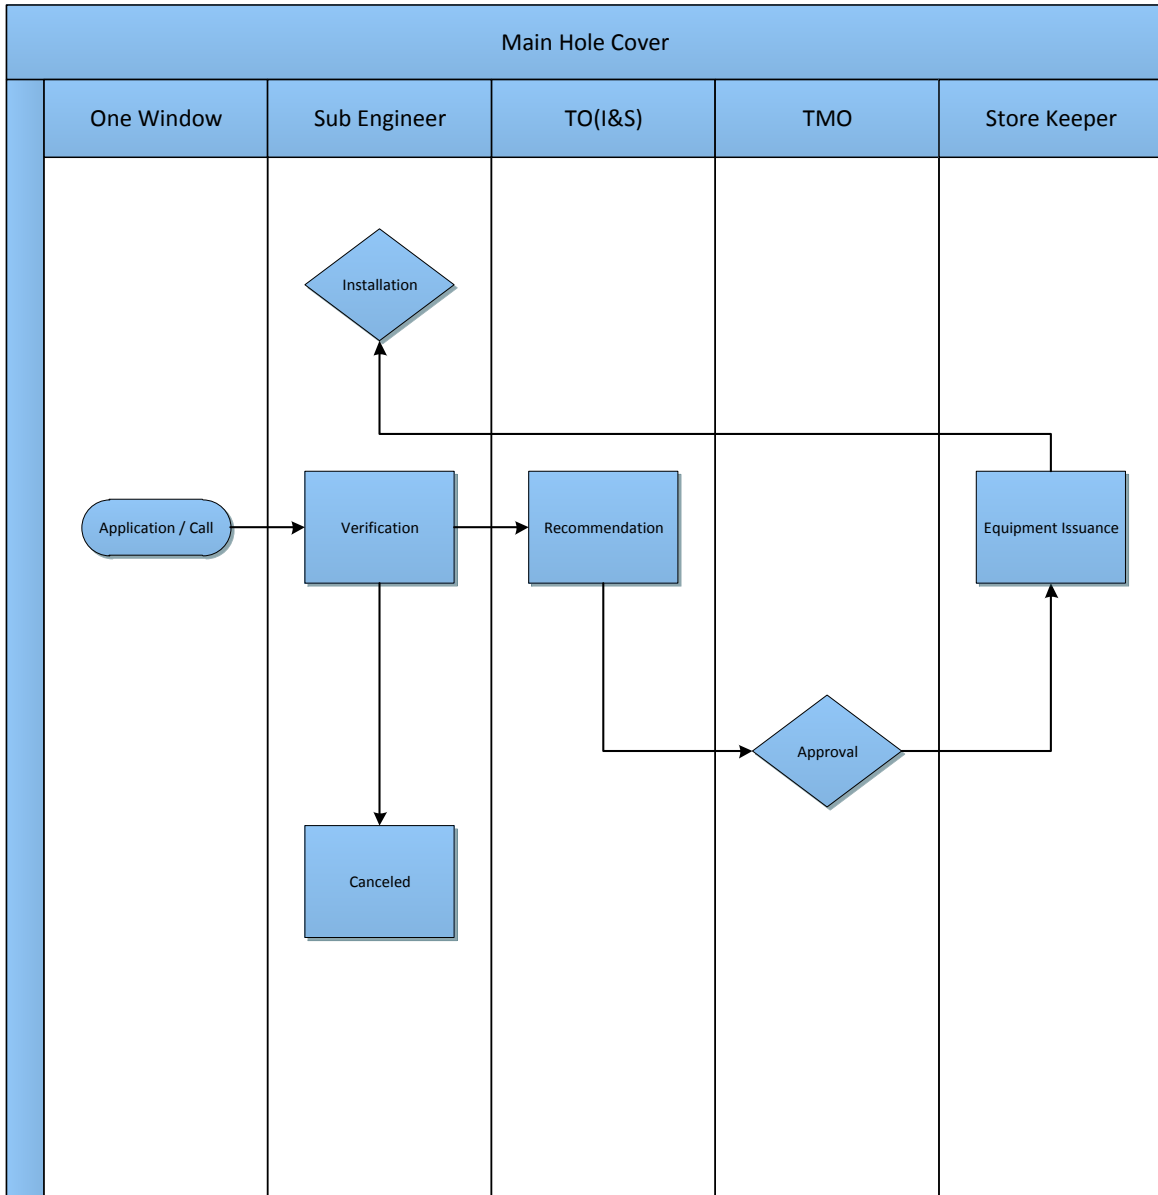 Main Hole Cover
One Window
Sub Engineer
TO(I&S)
TMO
Store Keeper
Installation
Application / Call
Verification
Recommendation
Equipment Issuance
Approval
Canceled